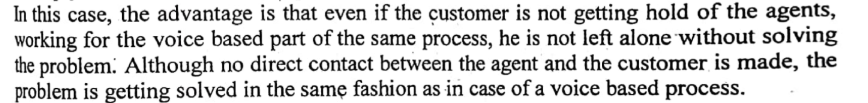 In this case, the advantage is that even if the customer is not getting hold of the agents,
working for the voice based part of the same process, he is not left alone without solving
the problem. Although no direct contact between the agent and the customer is made, the
problem is getting solved in the same fashion as in case of a voice based process.